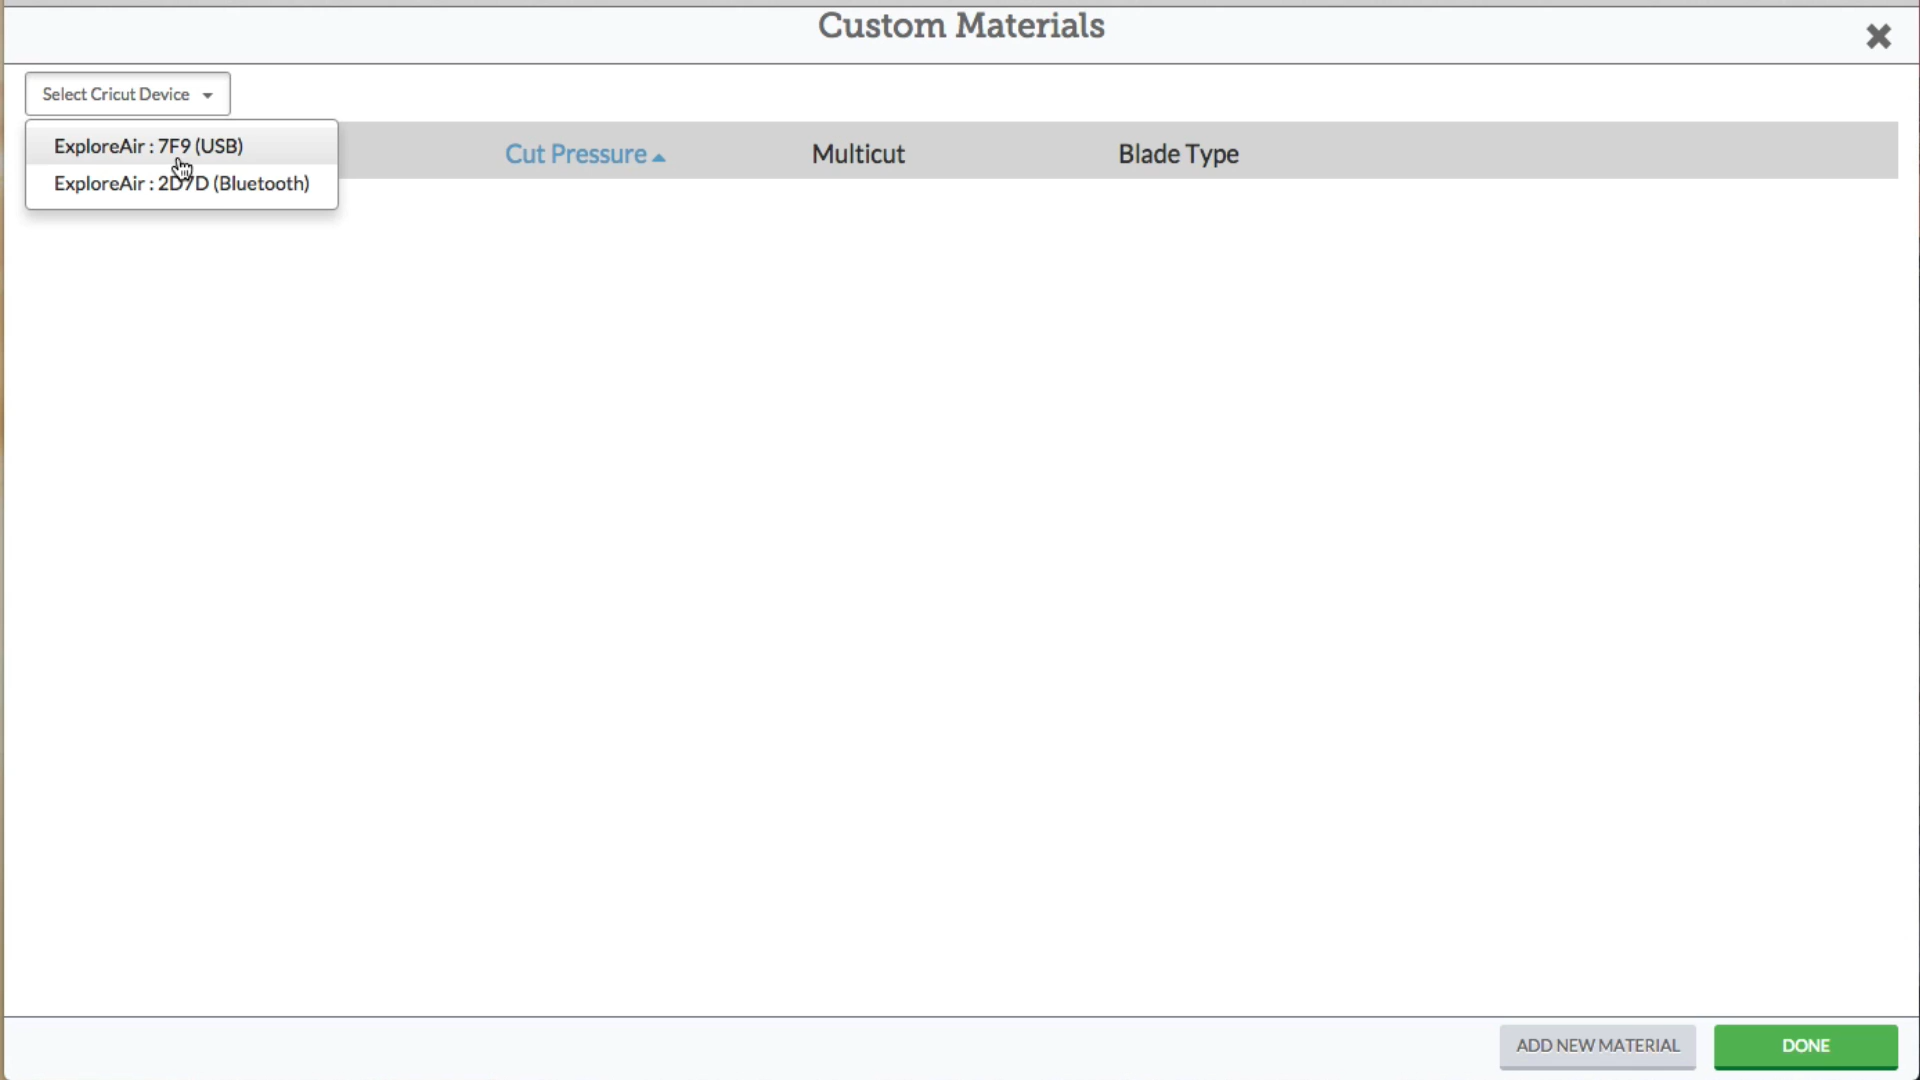 Custom Materials
Select Cricut Device
ExploreAir : 7F9 (USB)
ExploreAir : 2D7D (Bluetooth)
Cut Pressure
Multicut
Blade Type
ADD NEW MATERIAL
DONE